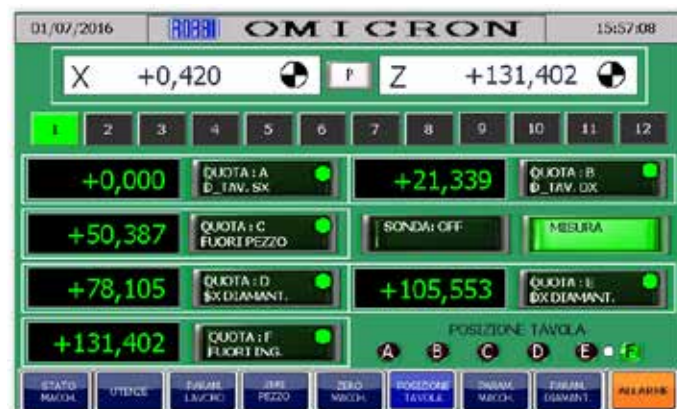 01/07/2016 ROBBI OMICRON 15:57:08
X +0,420 P Z +131,402
1 2 3 4 5 6 7 8 9 10 11 12
+0,000 QUOTA : A D_TAV. SX +21,339 QUOTA : B D_TAV. DX
+50,387 QUOTA : C FUORI PEZZO SONDA: OFF MISURA
+78,105 QUOTA : D SX DIAMANT. +105,553 QUOTA : E DX DIAMANT.
+131,402 QUOTA : F FUORI ING. POSIZIONE TAVOLA
A B C D E F
STATO MACCH. UTENZE PARAM. LAVORO PEZZO ZERO MACCH. POSIZIONE TAVOLA PARAM. MACCH. PARAM. DIAMANT. ALLARMI